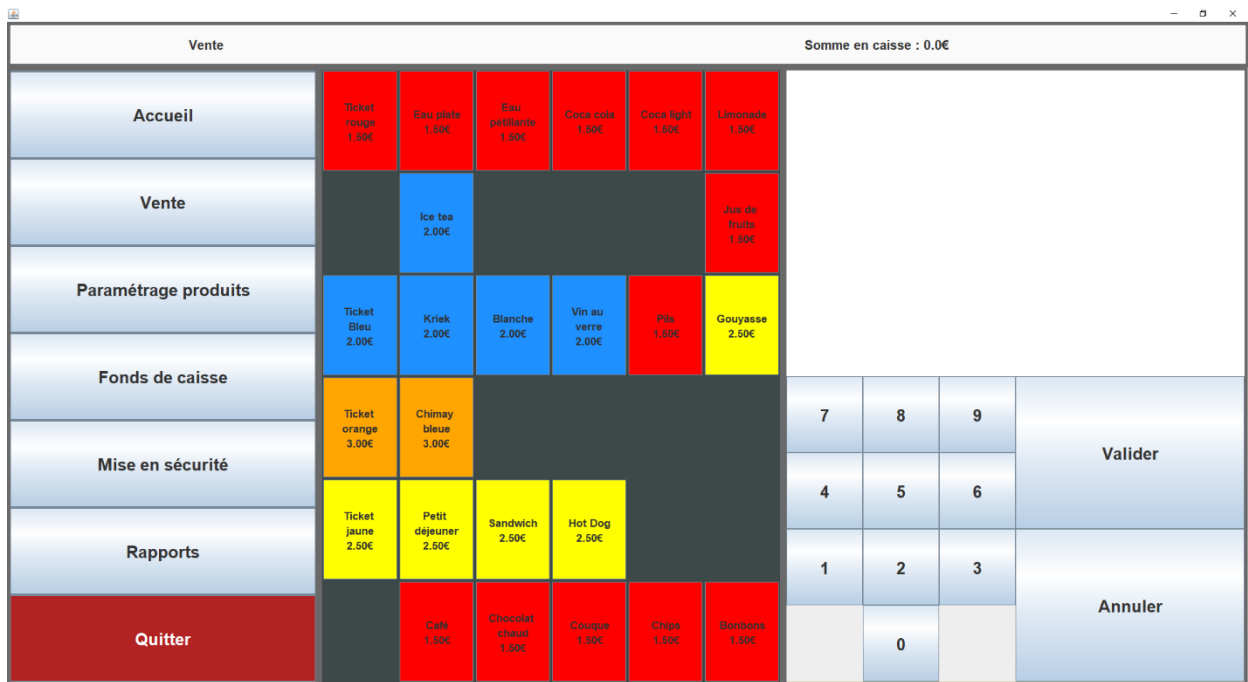 Vente
Somme en caisse : 0.0€
Accueil
Vente
Paramétrage produits
Fonds de caisse
Mise en sécurité
Rapports
Quitter
Ticket
rouge
1.50€
Eau plate
1.50€
Eau
pétillante
1.50€
Coca cola
1.50€
Coca light
1.50€
Limonade
1.50€
Ice tea
2.00€
Jus de
fruits
1.50€
Ticket
Bleu
2.00€
Kriek
2.00€
Blanche
2.00€
Vin au
verre
2.00€
Pils
1.50€
Gouyasse
2.50€
Ticket
orange
3.00€
Chimay
bleue
3.00€
Ticket
jaune
2.50€
Petit
déjeuner
2.50€
Sandwich
2.50€
Hot Dog
2.50€
Café
1.50€
Chocolat
chaud
1.50€
Couque
1.50€
Chips
1.50€
Bonbons
1.50€
7
8
9
Valider
4
5
6
1
2
3
Annuler
0